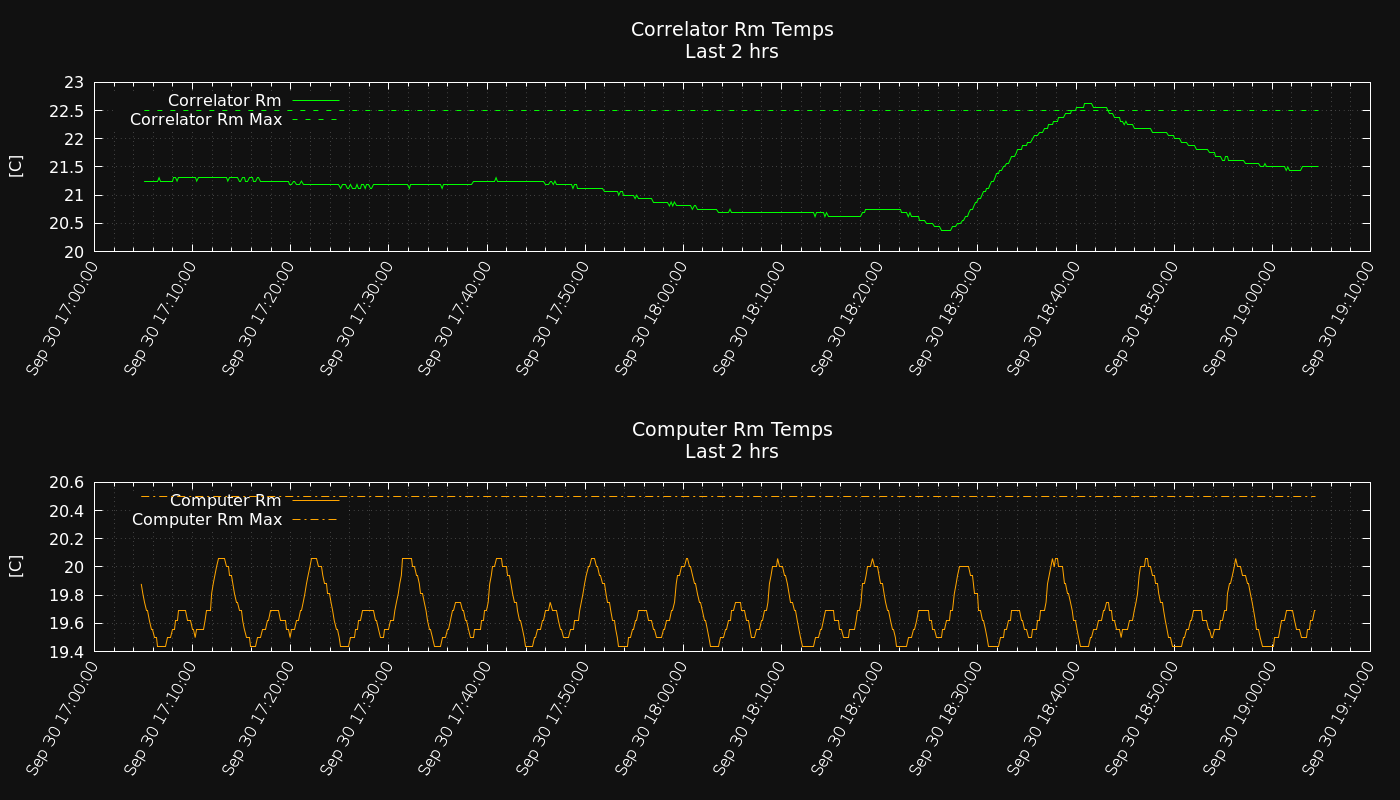 Correlator Rm Temps
Last 2 hrs
23
22.5
22
21.5
21
20.5
20
[C]
Correlator Rm
Correlator Rm Max
Sep 30 17:00:00
Sep 30 17:10:00
Sep 30 17:20:00
Sep 30 17:30:00
Sep 30 17:40:00
Sep 30 17:50:00
Sep 30 18:00:00
Sep 30 18:10:00
Sep 30 18:20:00
Sep 30 18:30:00
Sep 30 18:40:00
Sep 30 18:50:00
Sep 30 19:00:00
Sep 30 19:10:00
Computer Rm Temps
Last 2 hrs
20.6
20.4
20.2
20
19.8
19.6
19.4
[C]
Computer Rm
Computer Rm Max
Sep 30 17:00:00
Sep 30 17:10:00
Sep 30 17:20:00
Sep 30 17:30:00
Sep 30 17:40:00
Sep 30 17:50:00
Sep 30 18:00:00
Sep 30 18:10:00
Sep 30 18:20:00
Sep 30 18:30:00
Sep 30 18:40:00
Sep 30 18:50:00
Sep 30 19:00:00
Sep 30 19:10:00